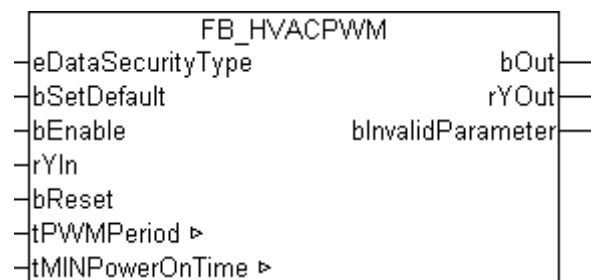 FB_HVACPWM
eDataSecurityType bOut
bSetDefault rYOut
bEnable bInvalidParameter
rYIn
bReset
tPWMPeriod ▹
tMINPowerOnTime ▹